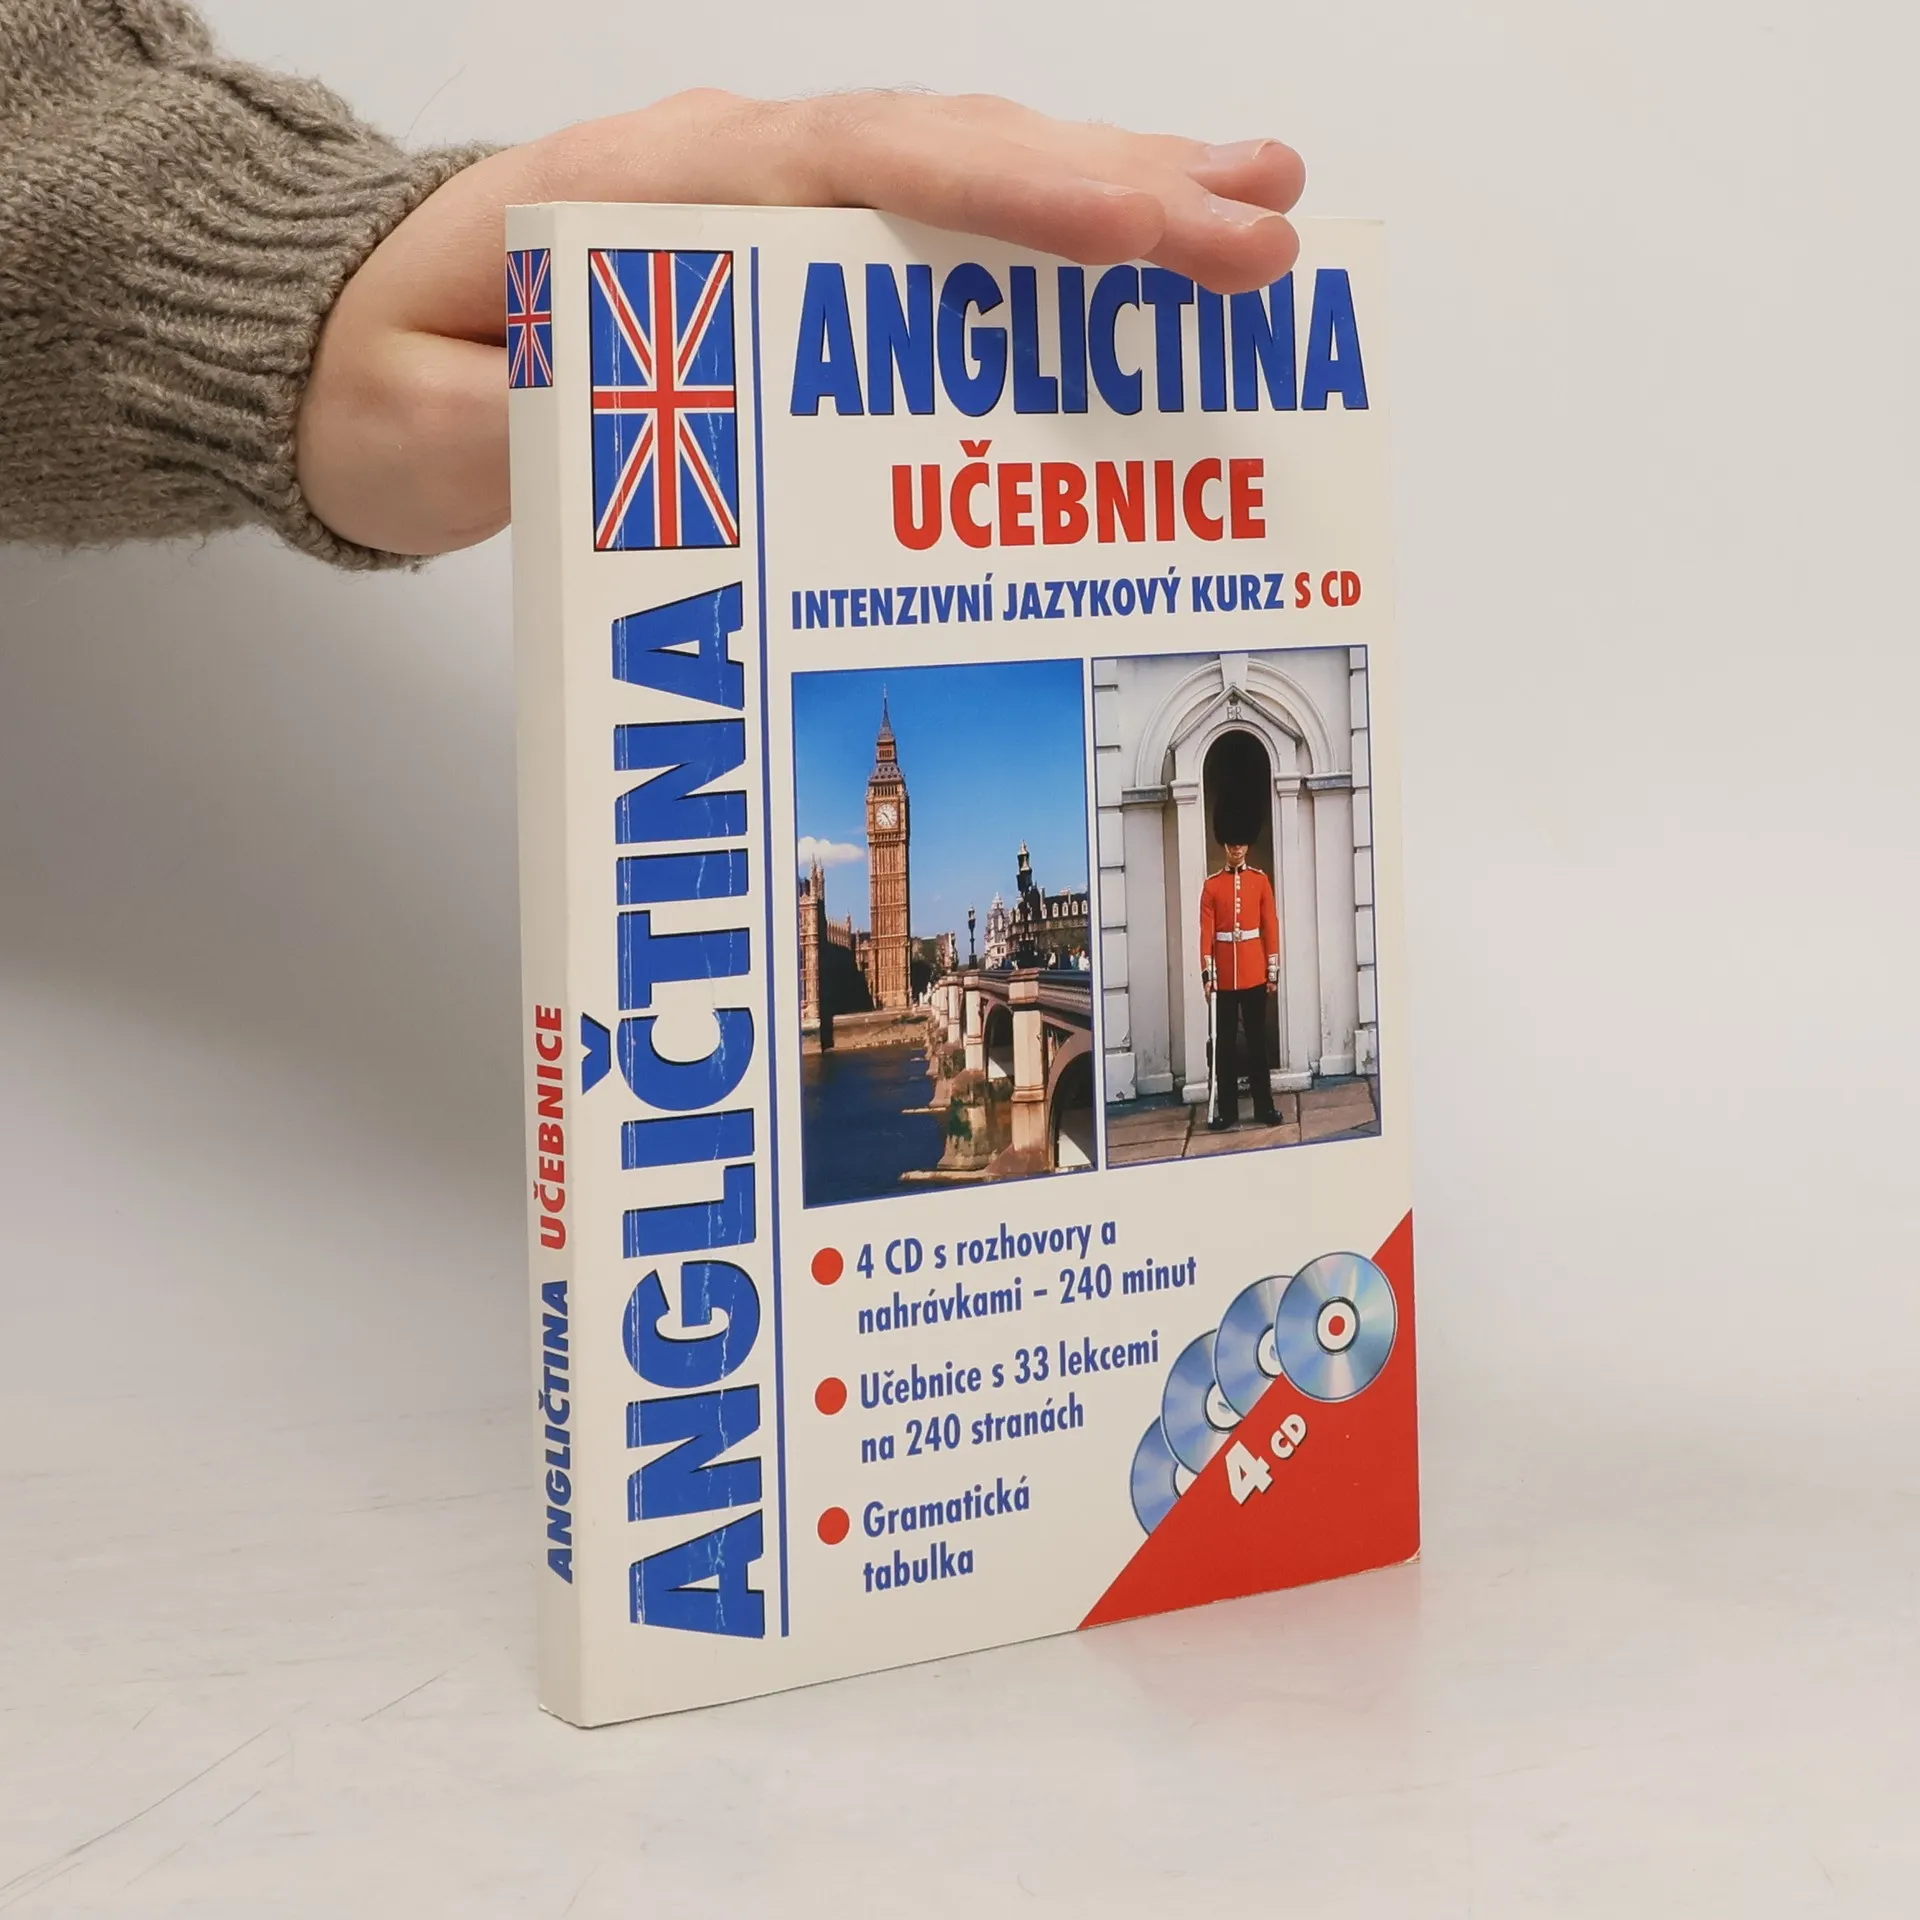 ANGLICTINA
UČEBNICE
INTENZIVNÍ JAZYKOVÝ KURZ S CD
ANGLIČTINA
ANGLIČTINA UČEBNICE
ER
4 CD s rozhovory a
nahrávkami – 240 minut
Učebnice s 33 lekcemi
na 240 stranách
Gramatická
tabulka
4 CD